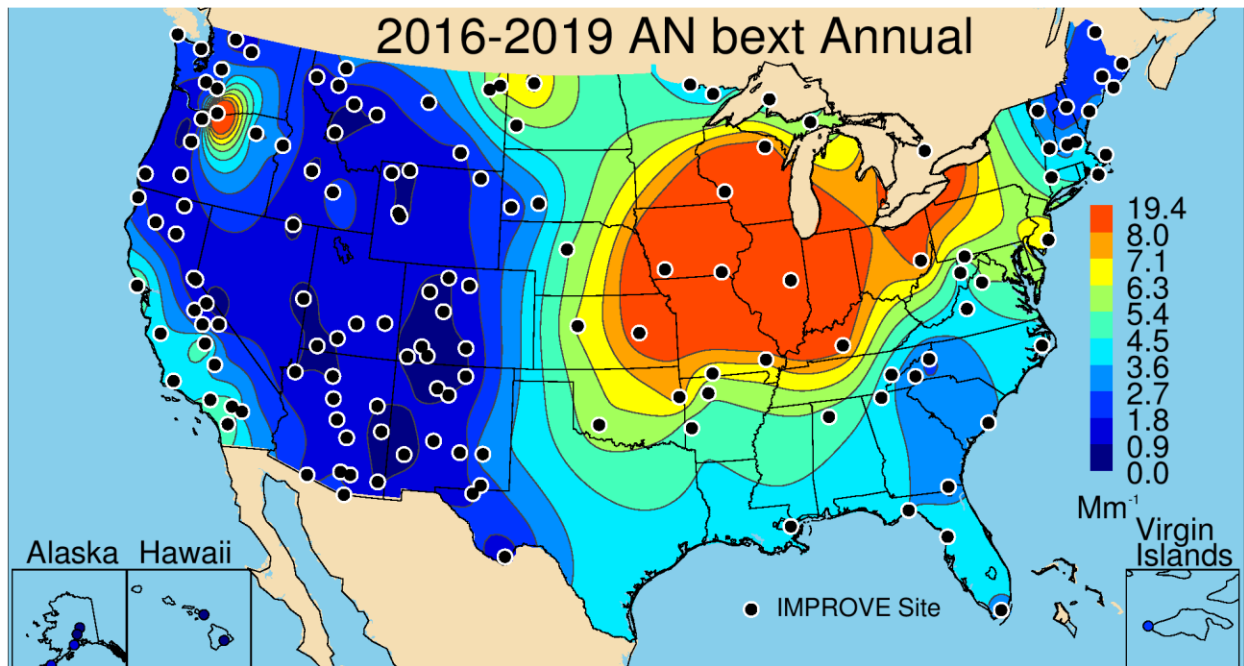 2016-2019 AN bext Annual
19.4
8.0
7.1
6.3
5.4
4.5
3.6
2.7
1.8
0.9
0.0
Mm⁻¹
Alaska
Hawaii
Virgin
Islands
IMPROVE Site